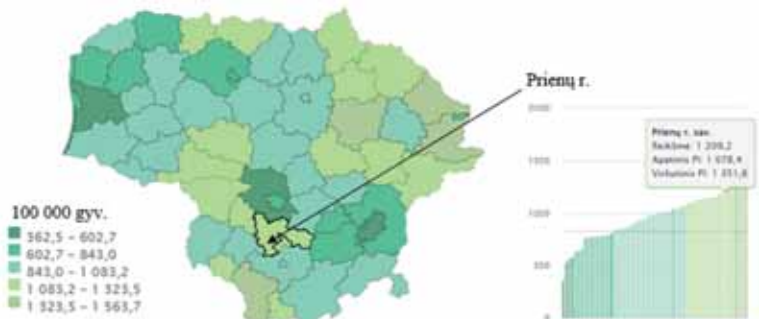 Prienų r.
100 000 gyv.
362,5 – 602,7
602,7 – 843,0
843,0 – 1 083,2
1 083,2 – 1 323,5
1 323,5 – 1 563,7
2000
1500
1000
500
0
Prienų r. sav.
Reikšmė: 1 209,2
Apatinis PI: 1 078,4
Viršutinis PI: 1 351,8